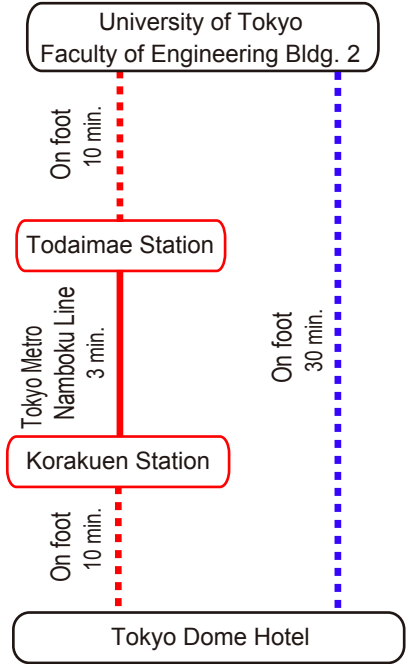 University of Tokyo
Faculty of Engineering Bldg. 2
On foot
10 min.
Todaimae Station
Tokyo Metro
Namboku Line
3 min.
On foot
30 min.
Korakuen Station
On foot
10 min.
Tokyo Dome Hotel